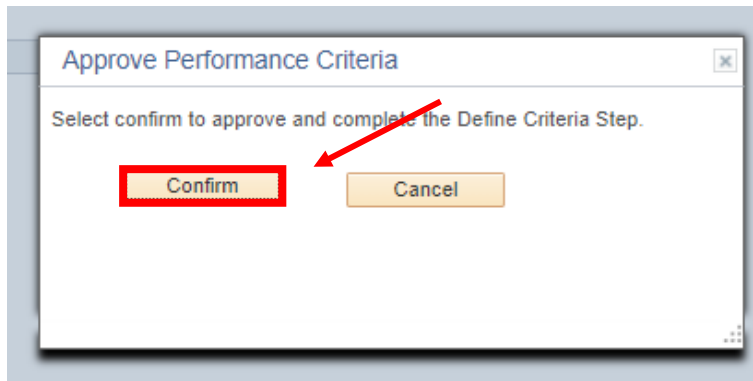 Approve Performance Criteria
Select confirm to approve and complete the Define Criteria Step.
Confirm
Cancel